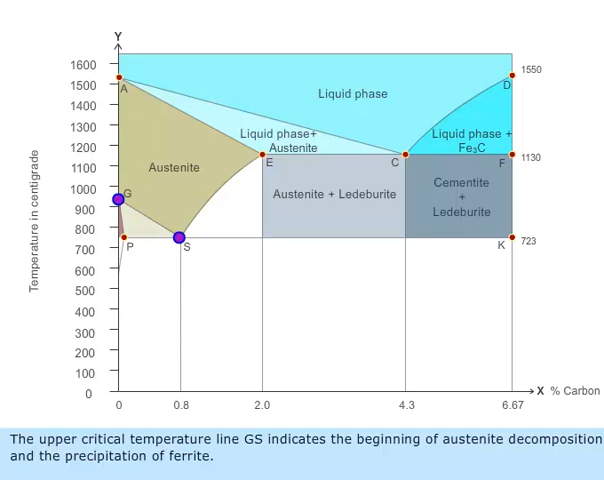 Y
1600
1500
1400
1300
1200
1100
1000
900
800
700
600
500
400
300
200
100
0
Temperature in centigrade
A
Liquid phase
1550
D
Liquid phase+
Austenite
Liquid phase +
Fe₃C
Austenite
E
C
F
1130
G
Austenite + Ledeburite
Cementite
+
Ledeburite
P
S
K
723
X % Carbon
0
0.8
2.0
4.3
6.67
The upper critical temperature line GS indicates the beginning of austenite decomposition
and the precipitation of ferrite.